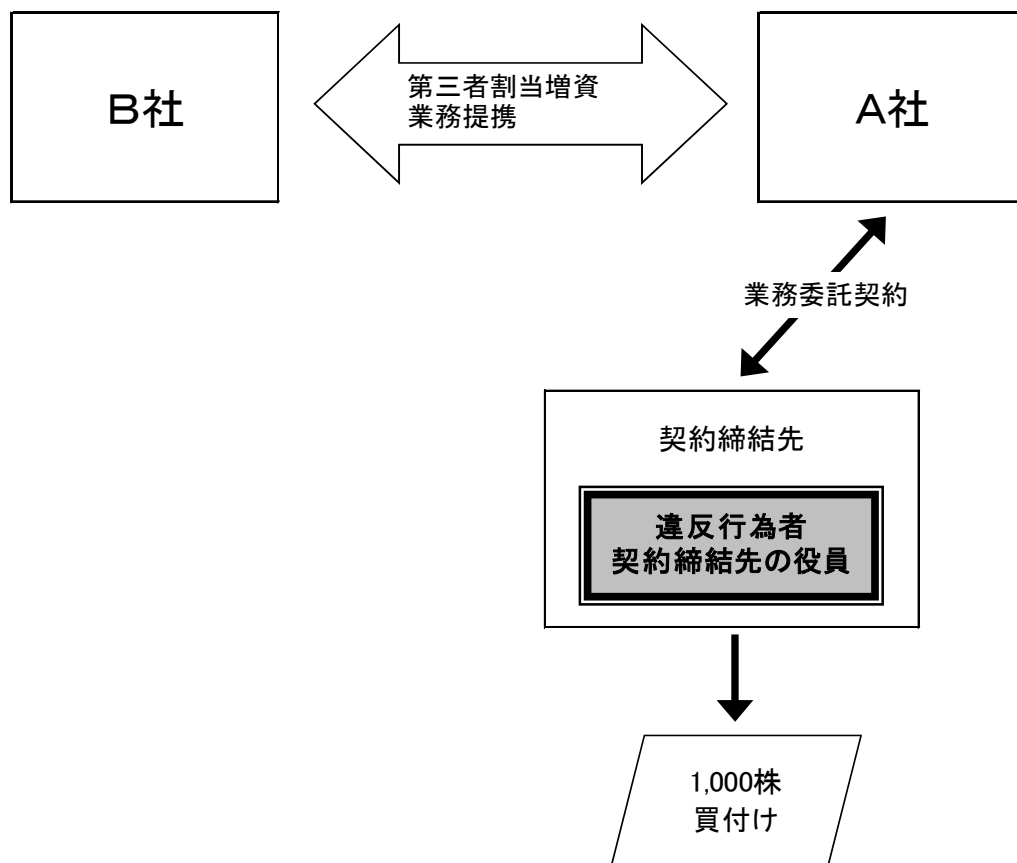 B社
第三者割当増資
業務提携
A社
業務委託契約
契約締結先
違反行為者
契約締結先の役員
1,000株
買付け